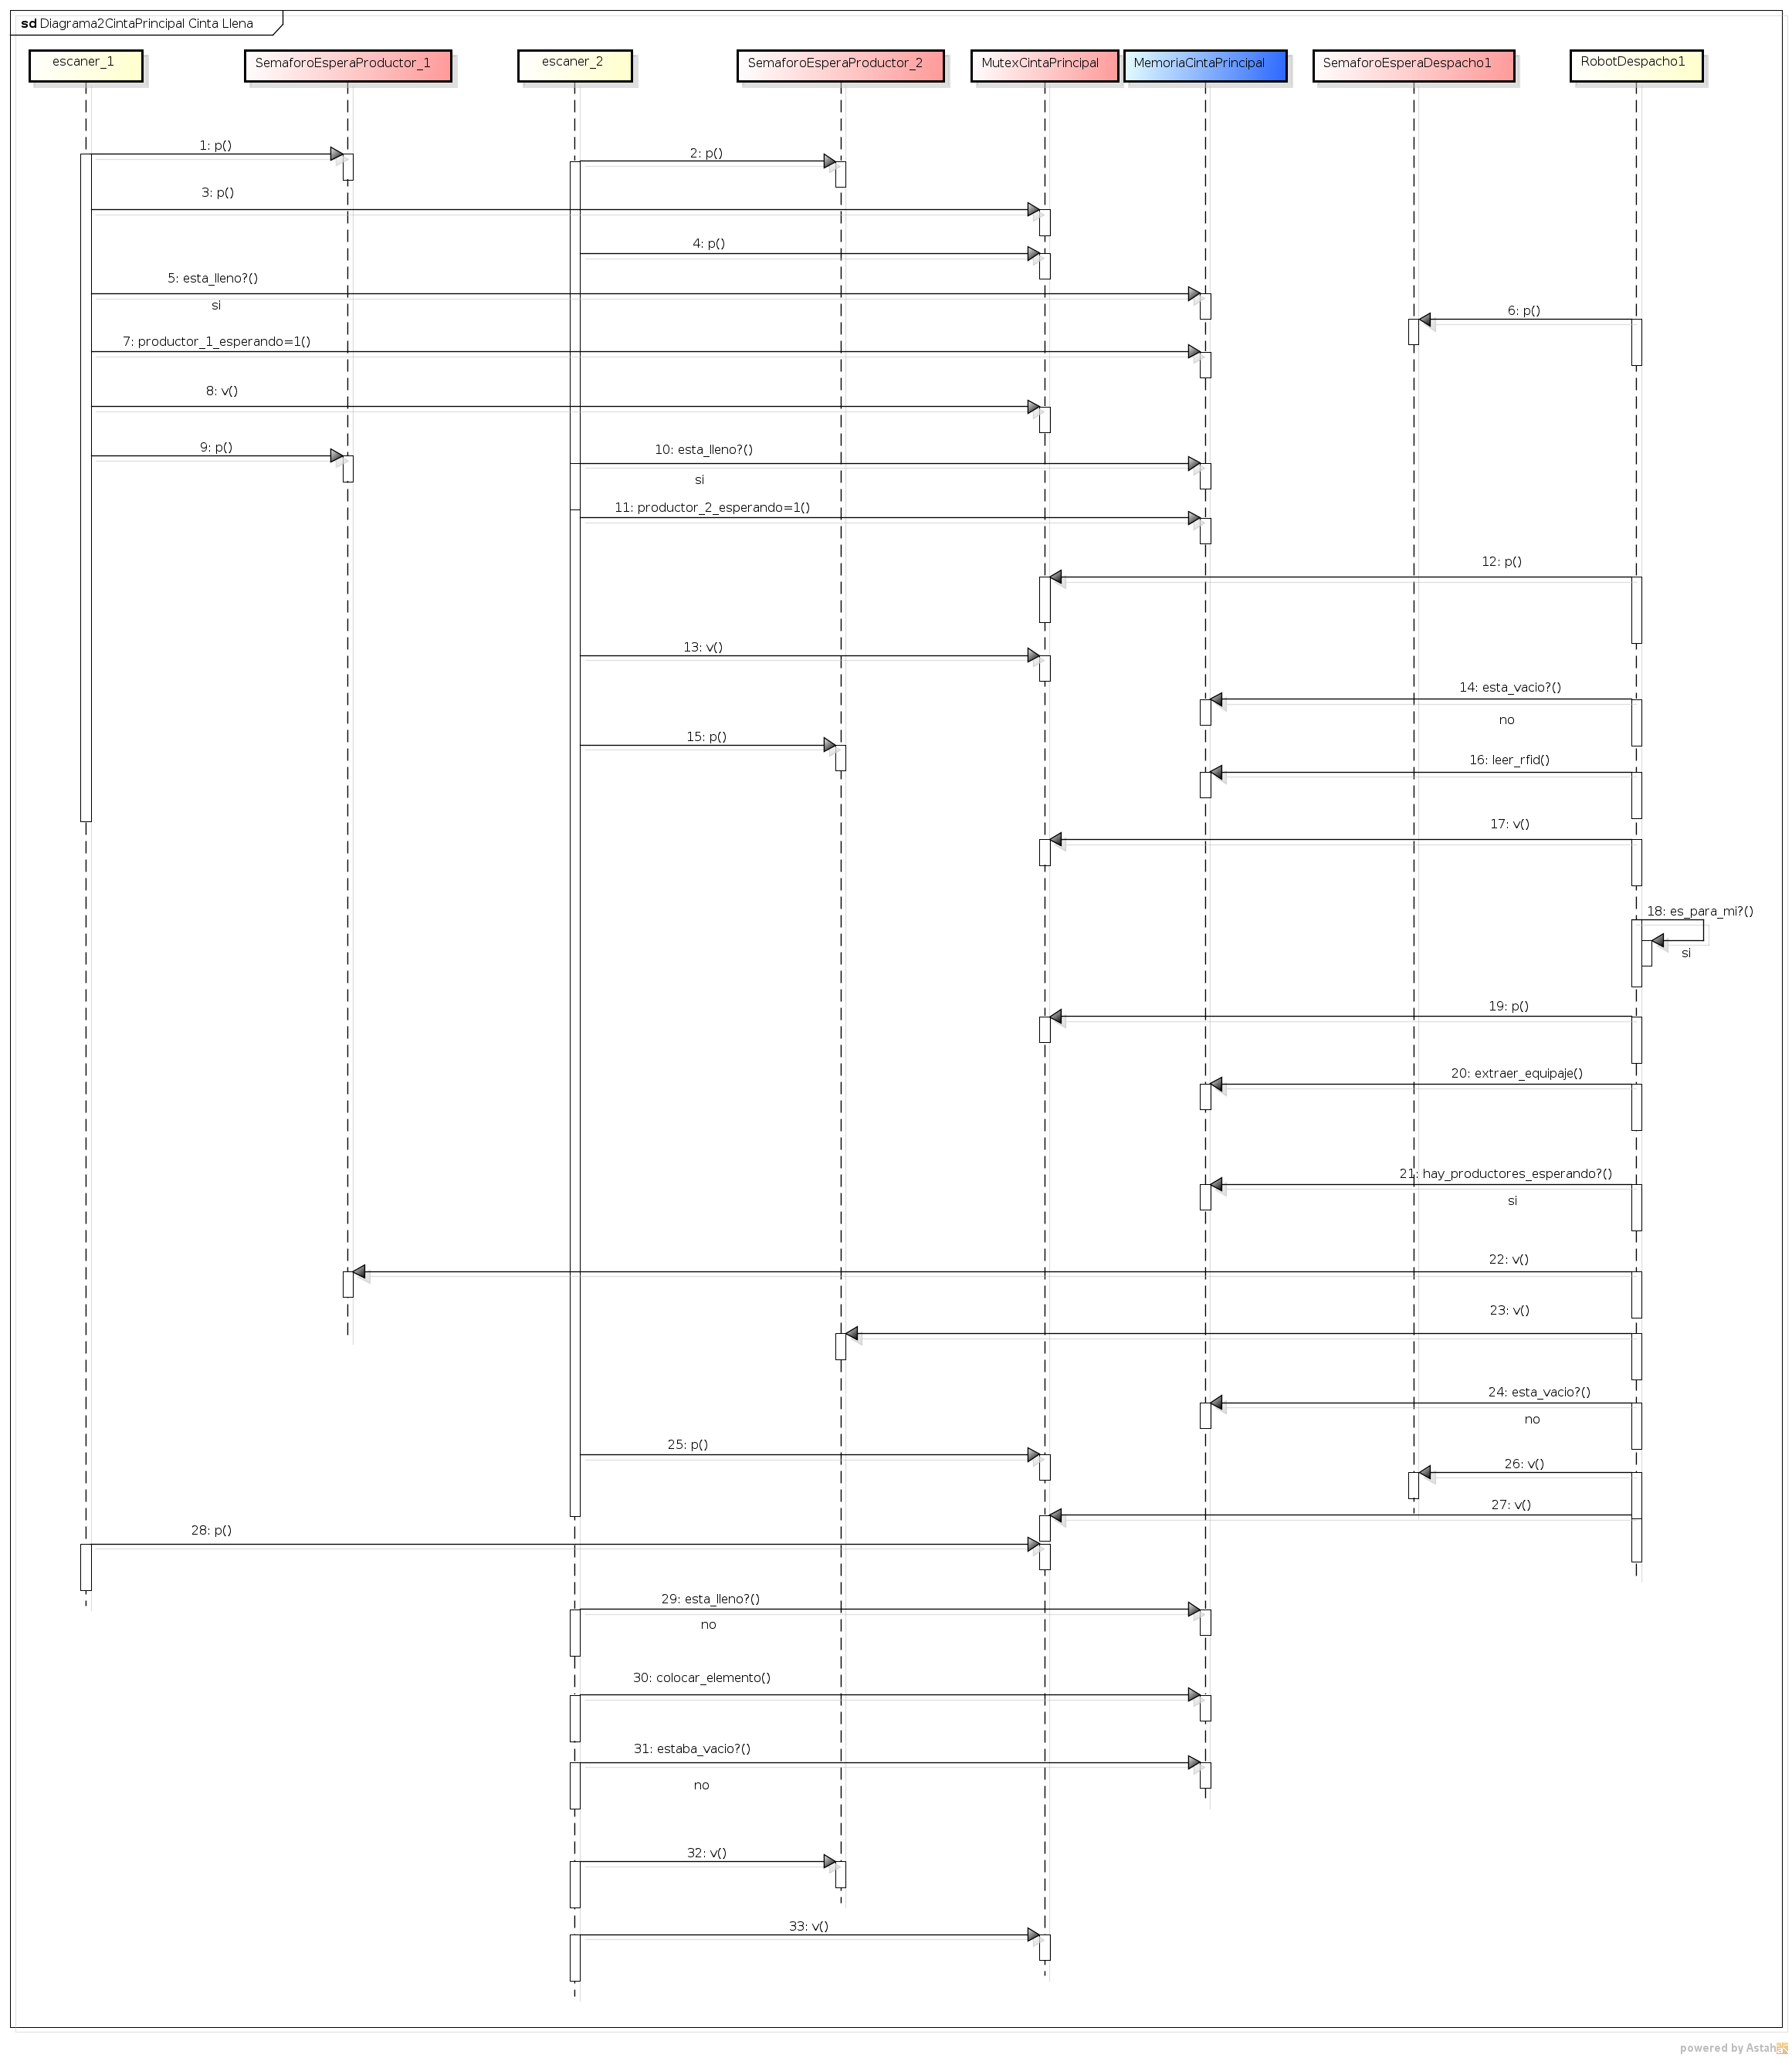 sd Diagrama2CintaPrincipal Cinta Llena
escaner_1
SemaforoEsperaProductor_1
escaner_2
SemaforoEsperaProductor_2
MutexCintaPrincipal
MemoriaCintaPrincipal
SemaforoEsperaDespacho1
RobotDespacho1
1: p()
2: p()
3: p()
4: p()
5: esta_lleno?()
si
6: p()
7: productor_1_esperando=1()
8: v()
9: p()
10: esta_lleno?()
si
11: productor_2_esperando=1()
12: p()
13: v()
14: esta_vacio?()
no
15: p()
16: leer_rfid()
17: v()
18: es_para_mi?()
si
19: p()
20: extraer_equipaje()
21: hay_productores_esperando?()
si
22: v()
23: v()
24: esta_vacio?()
no
25: p()
26: v()
27: v()
28: p()
29: esta_lleno?()
no
30: colocar_elemento()
31: estaba_vacio?()
no
32: v()
33: v()
powered by Astah